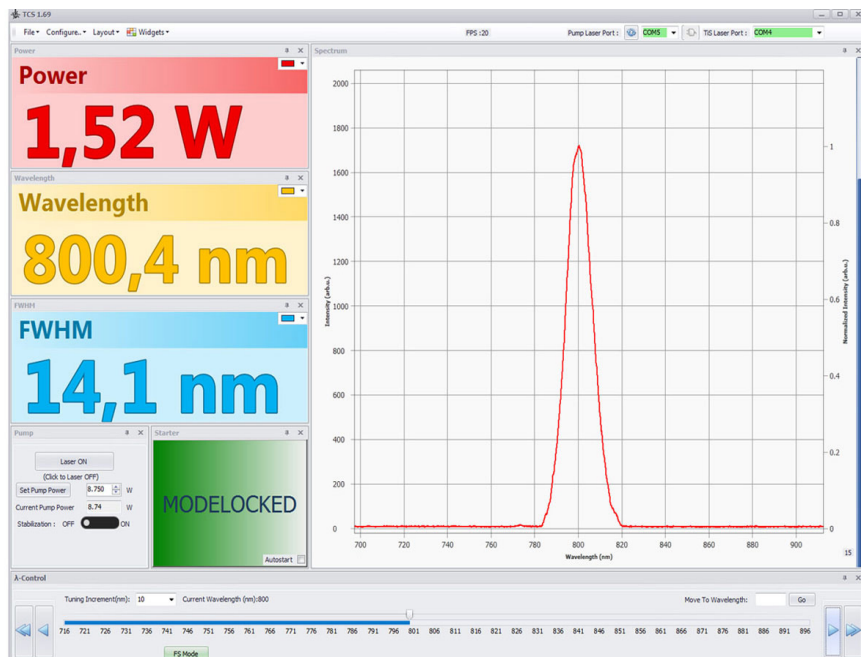 TCS 1.69
File Configure.. Layout Widgets FPS :20 Pump Laser Port : COM5 TiS Laser Port : COM4
Power
Power
1,52 W
Wavelength
Wavelength
800,4 nm
FWHM
FWHM
14,1 nm
Pump
Laser ON
(Click to Laser OFF)
Set Pump Power 8.750 W
Current Pump Power 8.74 W
Stabilization : OFF ON
Starter
MODELOCKED
Autostart
Spectrum
Intensity (arb.u.)
2000
1800
1600
1400
1200
1000
800
600
400
200
0
700 720 740 760 780 800 820 840 860 880 900
Wavelength (nm)
Normalized Intensity (arb.u.)
1
0.8
0.6
0.4
0.2
0
15
λ-Control
Tuning Increment(nm): 10 Current Wavelength (nm):800 Move To Wavelength: Go
716 721 726 731 736 741 746 751 756 761 766 771 776 781 786 791 796 801 806 811 816 821 826 831 836 841 846 851 856 861 866 871 876 881 886 891 896
FS Mode